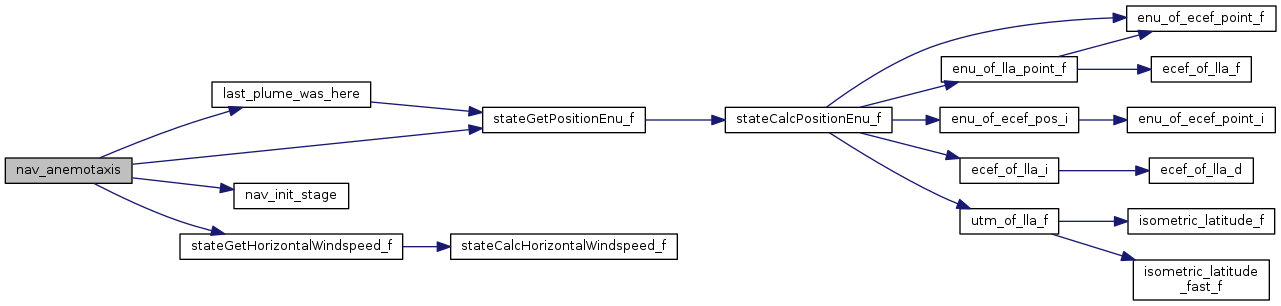 nav_anemotaxis
last_plume_was_here
nav_init_stage
stateGetHorizontalWindspeed_f
stateGetPositionEnu_f
stateCalcHorizontalWindspeed_f
stateCalcPositionEnu_f
enu_of_lla_point_f
enu_of_ecef_pos_i
ecef_of_lla_i
utm_of_lla_f
enu_of_ecef_point_f
ecef_of_lla_f
enu_of_ecef_point_i
ecef_of_lla_d
isometric_latitude_f
isometric_latitude
_fast_f